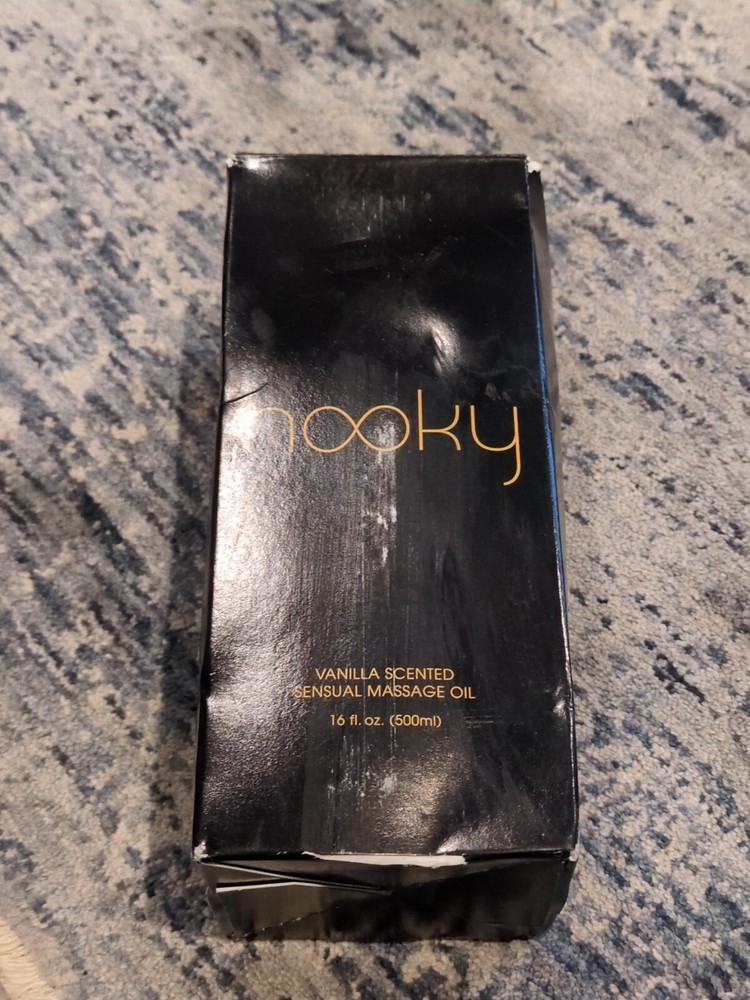 nooky
VANILLA SCENTED
SENSUAL MASSAGE OIL
16 fl. oz. (500ml)